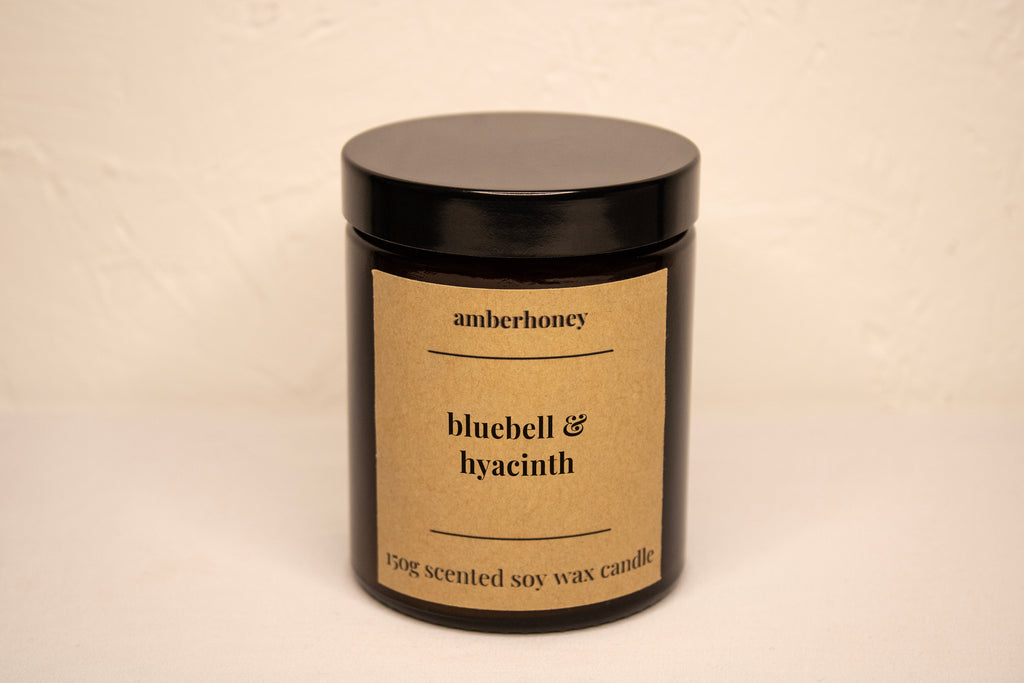 amberhoney
bluebell &
hyacinth
150g scented soy wax candle